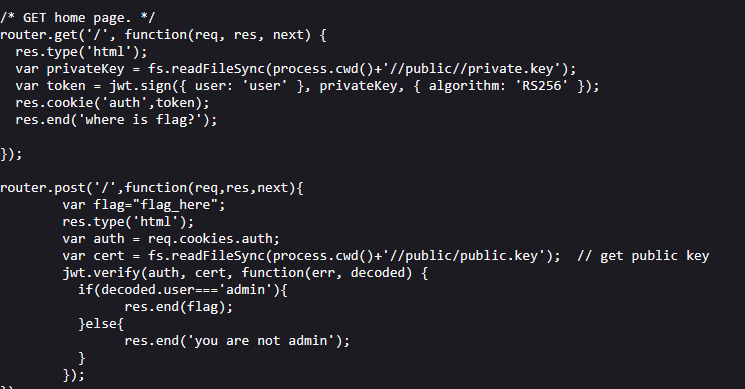 /* GET home page. */
router.get('/', function(req, res, next) {
  res.type('html');
  var privateKey = fs.readFileSync(process.cwd()+'//public//private.key');
  var token = jwt.sign({ user: 'user' }, privateKey, { algorithm: 'RS256' });
  res.cookie('auth',token);
  res.end('where is flag?');

});

router.post('/',function(req,res,next){
        var flag="flag_here";
        res.type('html');
        var auth = req.cookies.auth;
        var cert = fs.readFileSync(process.cwd()+'//public/public.key');  // get public key
        jwt.verify(auth, cert, function(err, decoded) {
          if(decoded.user==='admin'){
                res.end(flag);
          }else{
                res.end('you are not admin');
          }
        });